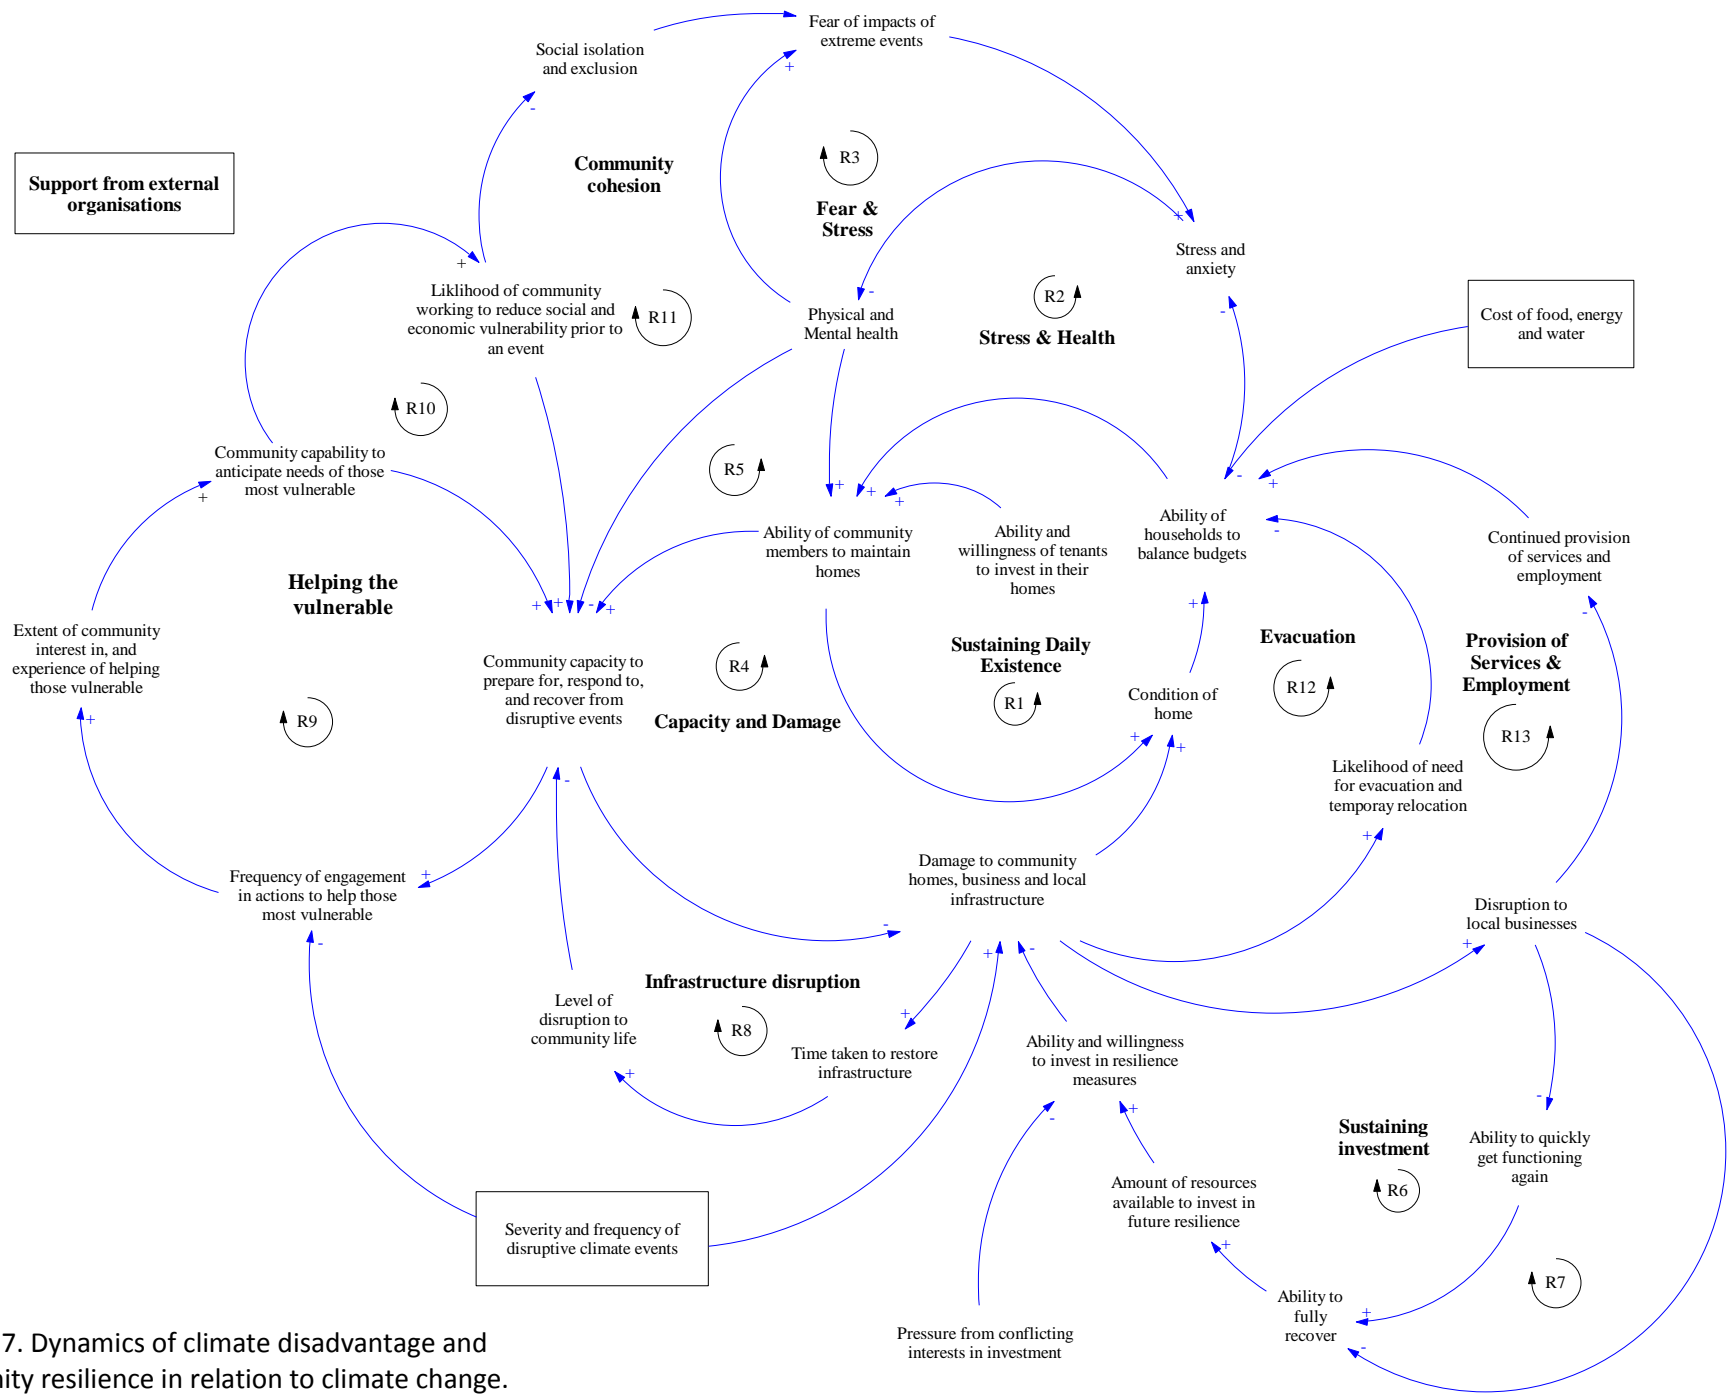 Fear of impacts of
extreme events
Social isolation
and exclusion
+
-
Support from external
organisations
Community
cohesion
R3
Fear &
Stress
+
Stress and
anxiety
+
Liklihood of community
working to reduce social and
economic vulnerability prior to
an event
R11
-
Physical and
Mental health
R2
Stress & Health
-
Cost of food, energy
and water
R10
Community capability to
anticipate needs of those
most vulnerable
+
R5
+
+
+
-
+
Ability of community
members to maintain
homes
Ability and
willingness of tenants
to invest in their
homes
Ability of
households to
balance budgets
-
Continued provision
of services and
employment
Helping the
vulnerable
+
+
-
+
+
-
Extent of community
interest in, and
experience of helping
those vulnerable
Community capacity to
prepare for, respond to,
and recover from
disruptive events
R4
Capacity and Damage
Sustaining Daily
Existence
R1
Condition of
home
Evacuation
R12
Provision of
Services &
Employment
R13
+
R9
+
+
-
Likelihood of need
for evacuation and
temporay relocation
+
Frequency of engagement
in actions to help those
most vulnerable
+
Damage to community
homes, business and local
infrastructure
-
Disruption to
local businesses
-
+
-
+
Infrastructure disruption
R8
Level of
disruption to
community life
+
+
Time taken to restore
infrastructure
Ability and willingness
to invest in resilience
measures
-
+
-
Sustaining
investment
R6
Ability to quickly
get functioning
again
Amount of resources
available to invest in
future resilience
+
Severity and frequency of
disruptive climate events
R7
Ability to
fully
recover
+
-
Pressure from conflicting
interests in investment
7. Dynamics of climate disadvantage and
nity resilience in relation to climate change.